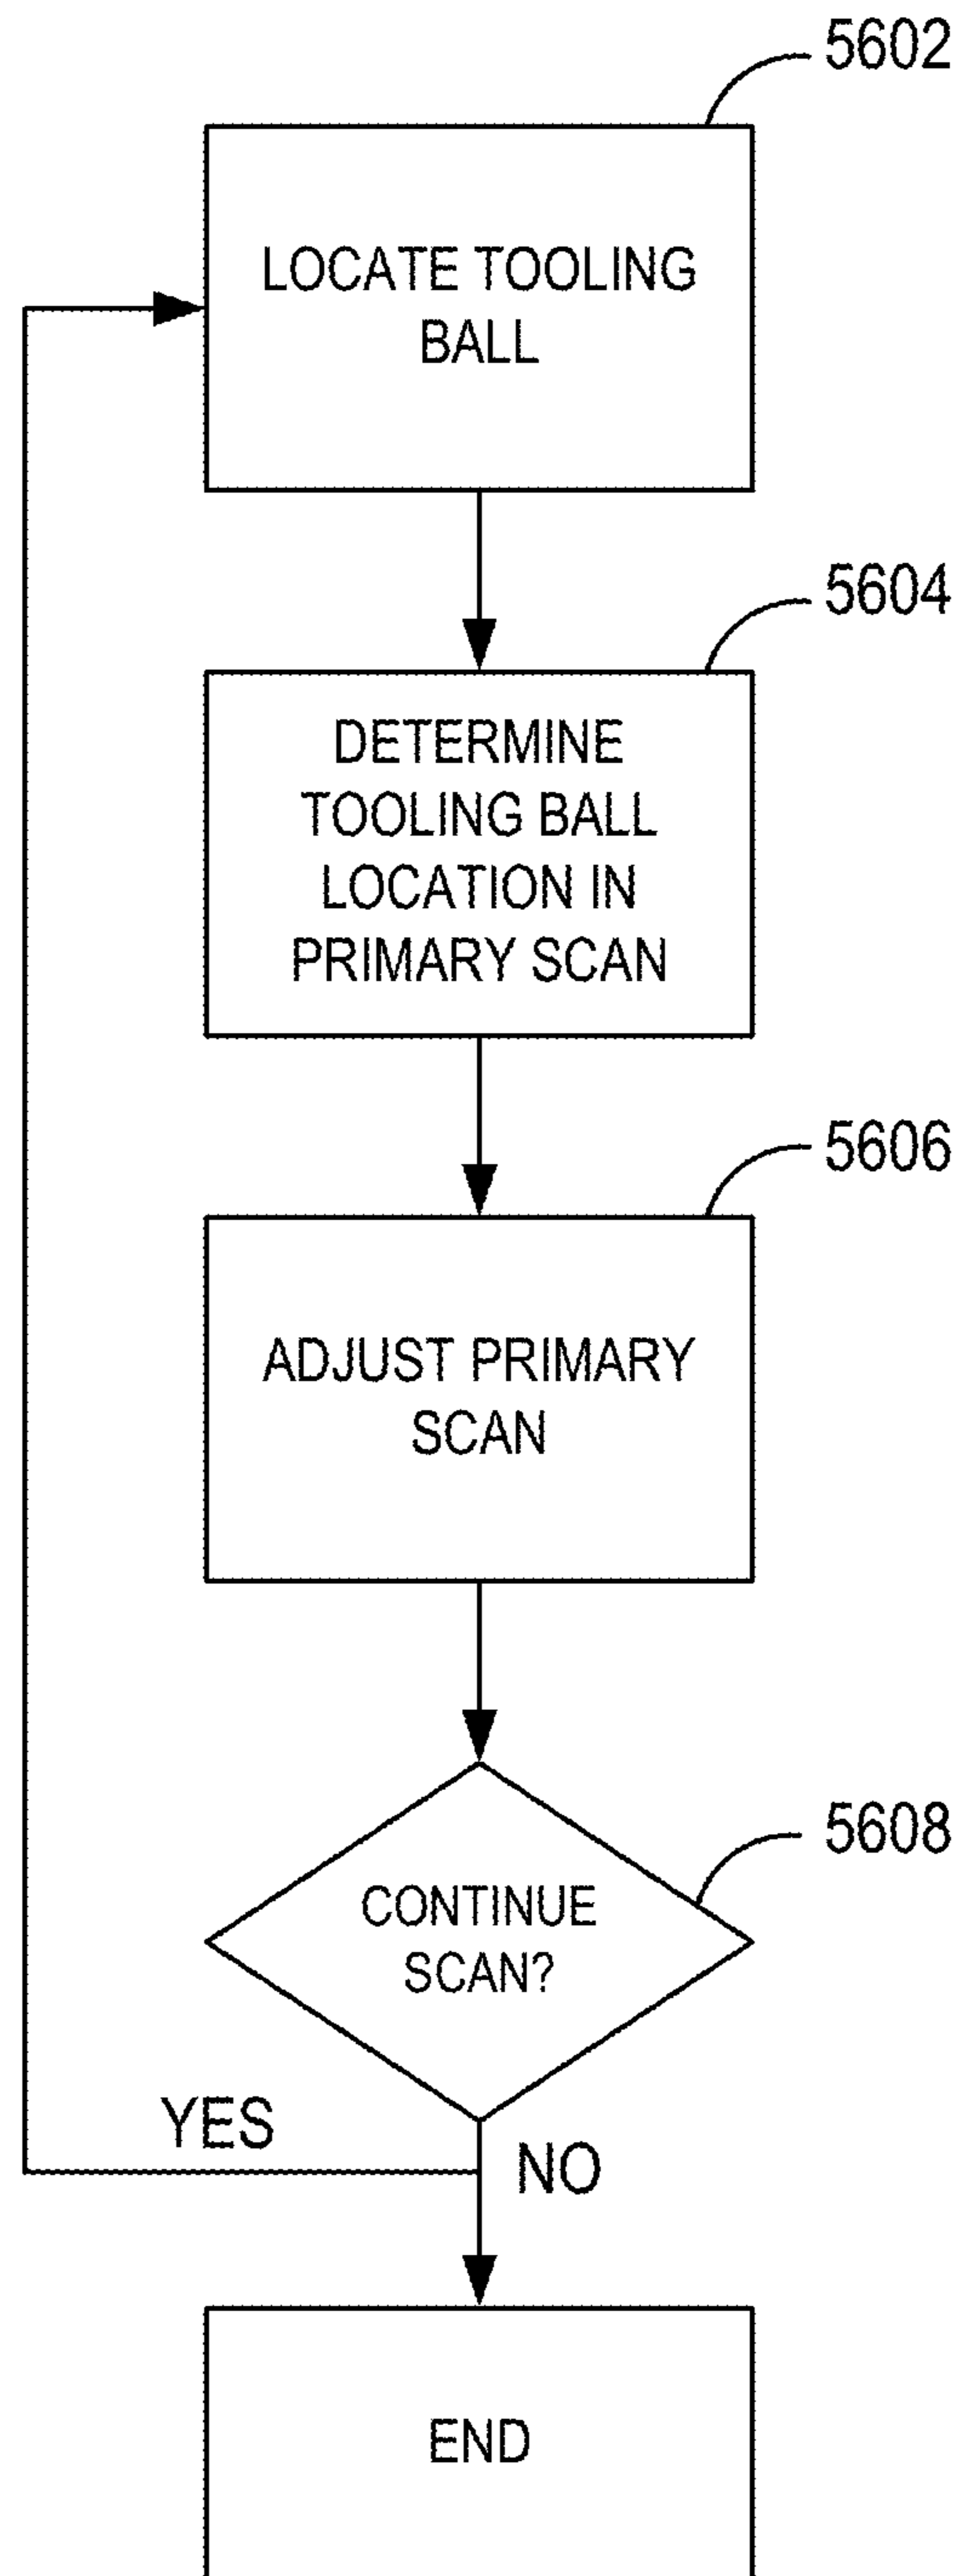 5602
LOCATE TOOLING
BALL
5604
DETERMINE
TOOLING BALL
LOCATION IN
PRIMARY SCAN
5606
ADJUST PRIMARY
SCAN
5608
CONTINUE
SCAN?
YES
NO
END